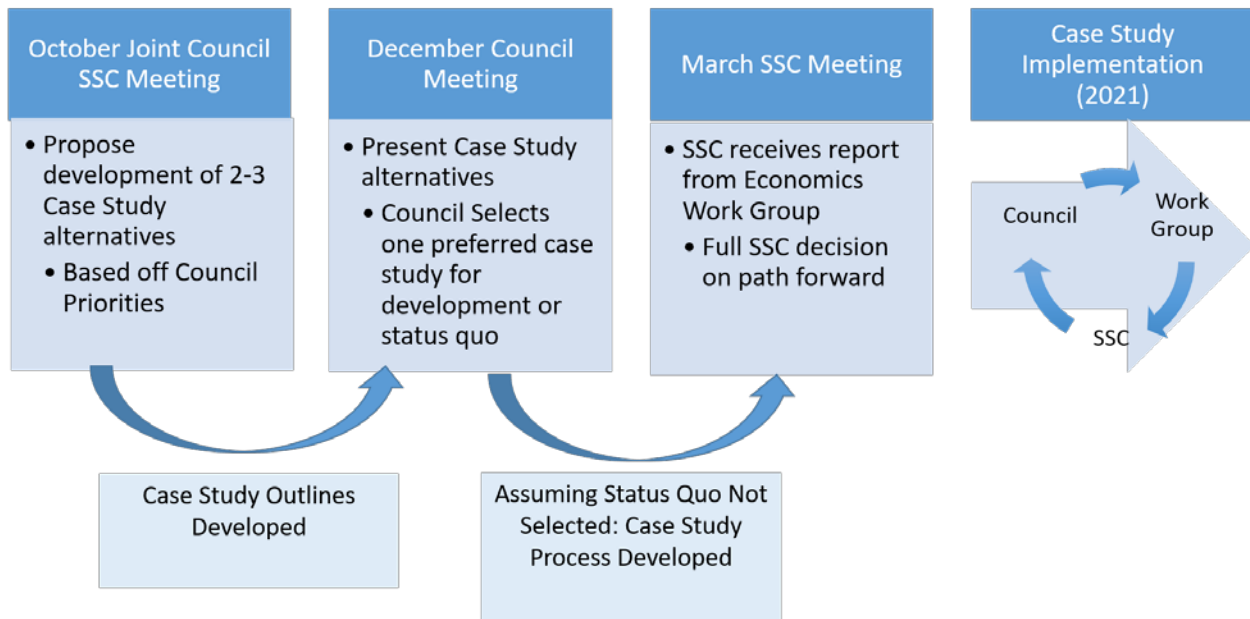 October Joint Council
SSC Meeting
• Propose
development of 2-3
Case Study
alternatives
• Based off Council
Priorities
December Council
Meeting
• Present Case Study
alternatives
• Council Selects
one preferred case
study for
development or
status quo
March SSC Meeting
• SSC receives report
from Economics
Work Group
• Full SSC decision
on path forward
Case Study
Implementation
(2021)
Council
Work
Group
SSC
Case Study Outlines
Developed
Assuming Status Quo Not
Selected: Case Study
Process Developed